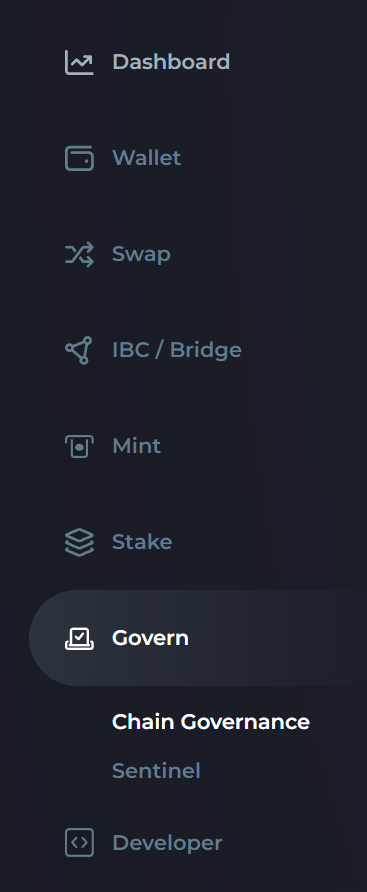 Dashboard
Wallet
Swap
IBC / Bridge
Mint
Stake
Govern
Chain Governance
Sentinel
Developer